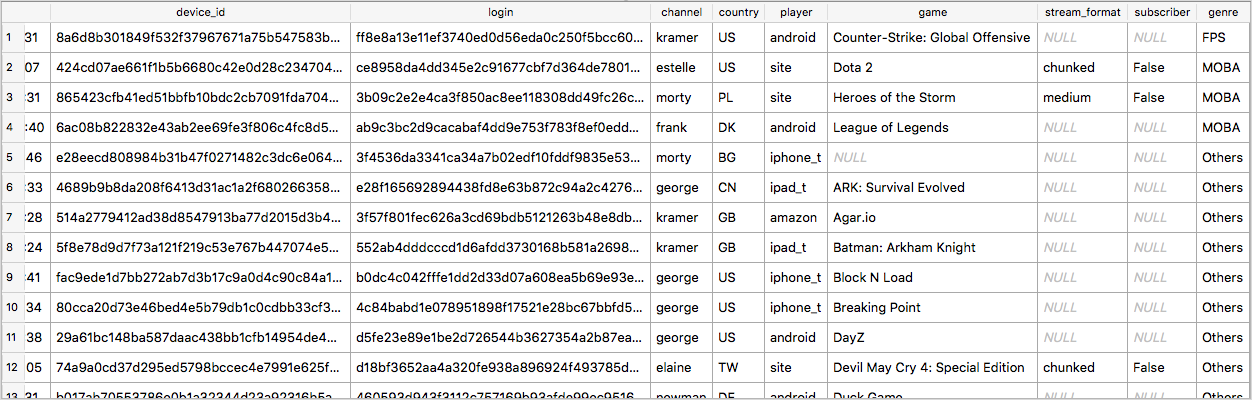 device_id login channel country player game stream_format subscriber genre
1 31 8a6d8b301849f532f37967671a75b547583b... ff8e8a13e11ef3740ed0d56eda0c250f5bcc60... kramer US android Counter-Strike: Global Offensive NULL NULL FPS
2 07 424cd07ae661f1b5b6680c42e0d28c234704... ce8958da4dd345e2c91677cbf7d364de7801... estelle US site Dota 2 chunked False MOBA
3 :31 865423cfb41ed51bbfb10bdc2cb7091fda704... 3b09c2e2e4ca3f850ac8ee118308dd49fc26c... morty PL site Heroes of the Storm medium False MOBA
4 :40 6ac08b822832e43ab2ee69fe3f806c4fc8d5... ab9c3bc2d9cacabaf4dd9e753f783f8ef0edd... frank DK android League of Legends NULL NULL MOBA
5 46 e28eecd808984b31b47f0271482c3dc6e064... 3f4536da3341ca34a7b02edf10fddf9835e53... morty BG iphone_t NULL NULL NULL Others
6 :33 4689b9b8da208f6413d31ac1a2f680266358... e28f165692894438fd8e63b872c94a2c4276... george CN ipad_t ARK: Survival Evolved NULL NULL Others
7 :28 514a2779412ad38d8547913ba77d2015d3b4... 3f57f801fec626a3cd69bdb5121263b48e8db... kramer GB amazon Agar.io NULL NULL Others
8 :24 5f8e78d9d7f73a121f219c53e767b447074e5... 552ab4dddcccd1d6afdd3730168b581a2698... kramer GB ipad_t Batman: Arkham Knight NULL NULL Others
9 :41 fac9ede1d7bb272ab7d3b17c9a0d4c90c84a1... b0dc4c042fffe1dd2d33d07a608ea5b69e93e... george US iphone_t Block N Load NULL NULL Others
10 34 80cca20d73e46bed4e5b79db1c0cdbb33cf3... 4c84babd1e078951898f17521e28bc67bbfd5... george US iphone_t Breaking Point NULL NULL Others
11 38 29a61bc148ba587daac438bb1cfb14954de4... d5fe23e89e1be2d726544b3627354a2b87ea... george US android DayZ NULL NULL Others
12 05 74a9a0cd37d295ed5798bccec4e7991e625f... d18bf3652aa4a320fe938a896924f493785d... elaine TW site Devil May Cry 4: Special Edition chunked False Others
13 31 newman DE android Duck Game NULL NULL Others